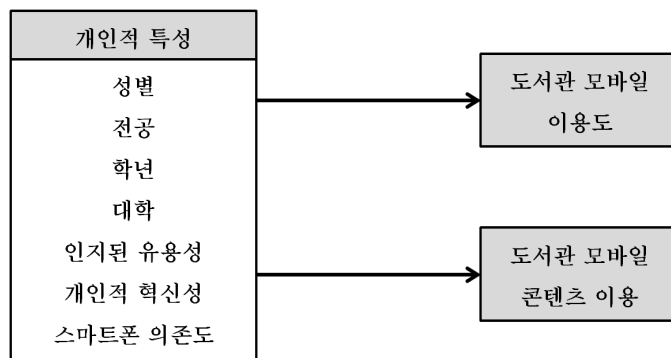 개인적 특성
성별
전공
학년
대학
인지된 유용성
개인적 혁신성
스마트폰 의존도
도서관 모바일
이용도
도서관 모바일
콘텐츠 이용